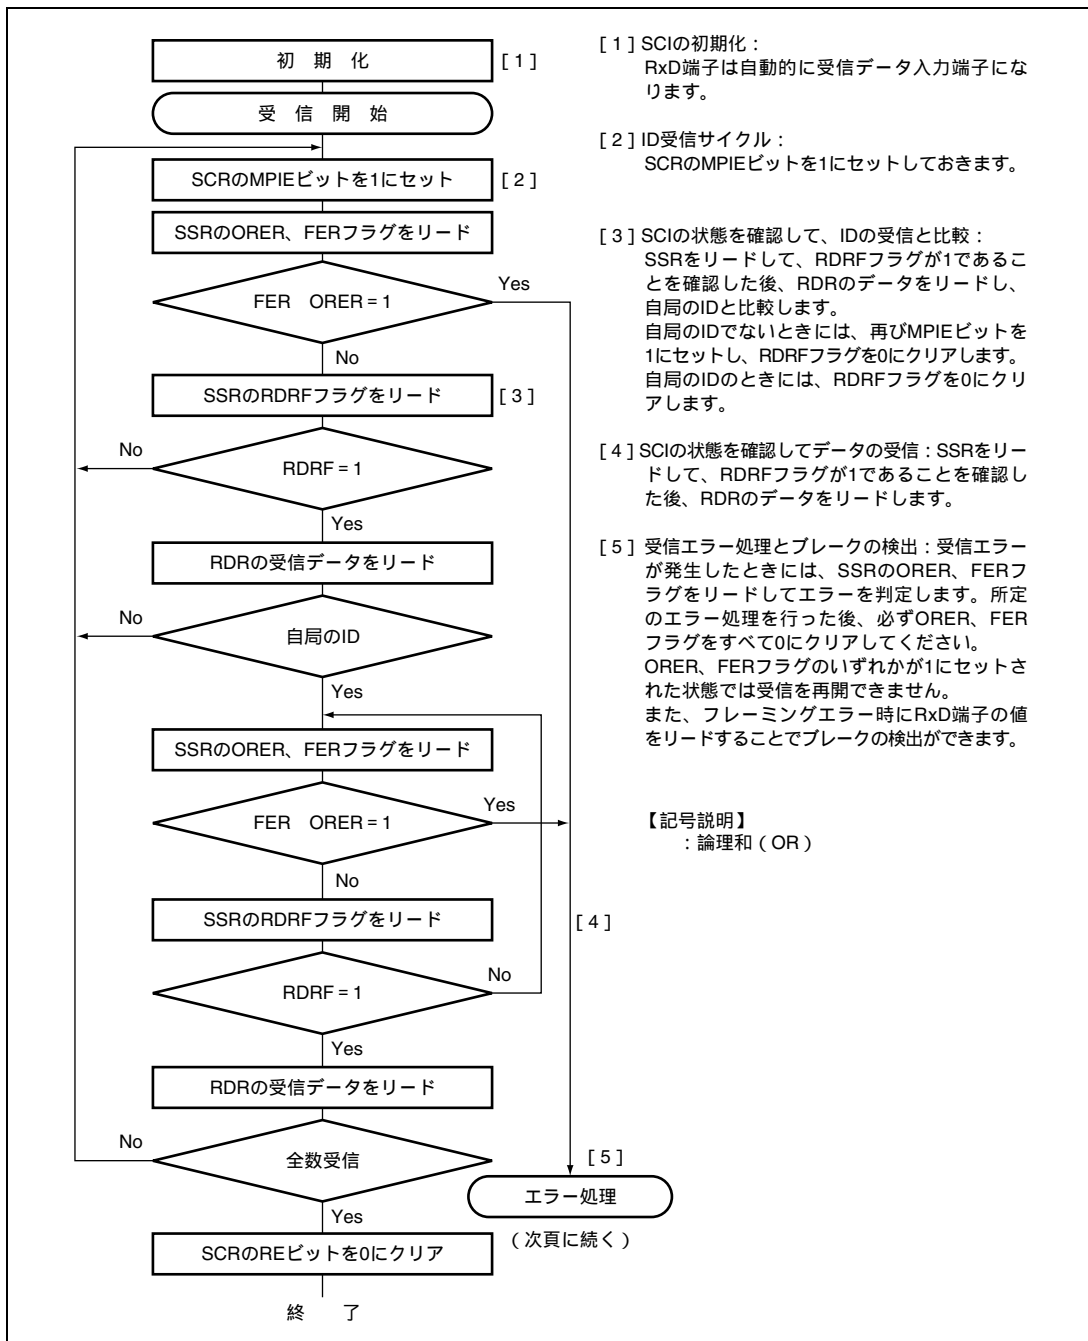 初 期 化
[ 1 ]
受 信 開 始
SCRのMPIEビットを1にセット
[ 2 ]
SSRのORER、FERフラグをリード
FER ORER = 1
Yes
No
SSRのRDRFフラグをリード
[ 3 ]
No
RDRF = 1
Yes
RDRの受信データをリード
No
自局のID
Yes
SSRのORER、FERフラグをリード
FER ORER = 1
Yes
No
SSRのRDRFフラグをリード
[ 4 ]
RDRF = 1
No
Yes
RDRの受信データをリード
No
全数受信
Yes
[ 5 ]
エラー処理
(次頁に続く)
SCRのREビットを0にクリア
終 了
[ 1 ] SCIの初期化:
RxD端子は自動的に受信データ入力端子にな
ります。
[ 2 ] ID受信サイクル:
SCRのMPIEビットを1にセットしておきます。
[ 3 ] SCIの状態を確認して、IDの受信と比較:
SSRをリードして、RDRFフラグが1であるこ
とを確認した後、RDRのデータをリードし、
自局のIDと比較します。
自局のIDでないときには、再びMPIEビットを
1にセットし、RDRFフラグを0にクリアします。
自局のIDのときには、RDRFフラグを0にクリ
アします。
[ 4 ] SCIの状態を確認してデータの受信:SSRをリー
ドして、RDRFフラグが1であることを確認し
た後、RDRのデータをリードします。
[ 5 ] 受信エラー処理とブレークの検出:受信エラー
が発生したときには、SSRのORER、FERフ
ラグをリードしてエラーを判定します。所定
のエラー処理を行った後、必ずORER、FER
フラグをすべて0にクリアしてください。
ORER、FERフラグのいずれかが1にセットさ
れた状態では受信を再開できません。
また、フレーミングエラー時にRxD端子の値
をリードすることでブレークの検出ができます。
【記号説明】
:論理和(OR)